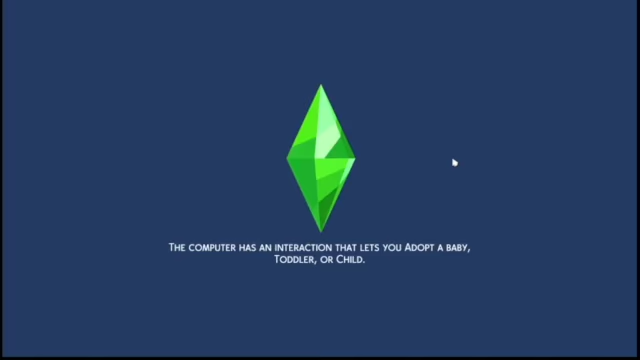 The computer has an interaction that lets you Adopt a baby,
Toddler, or Child.